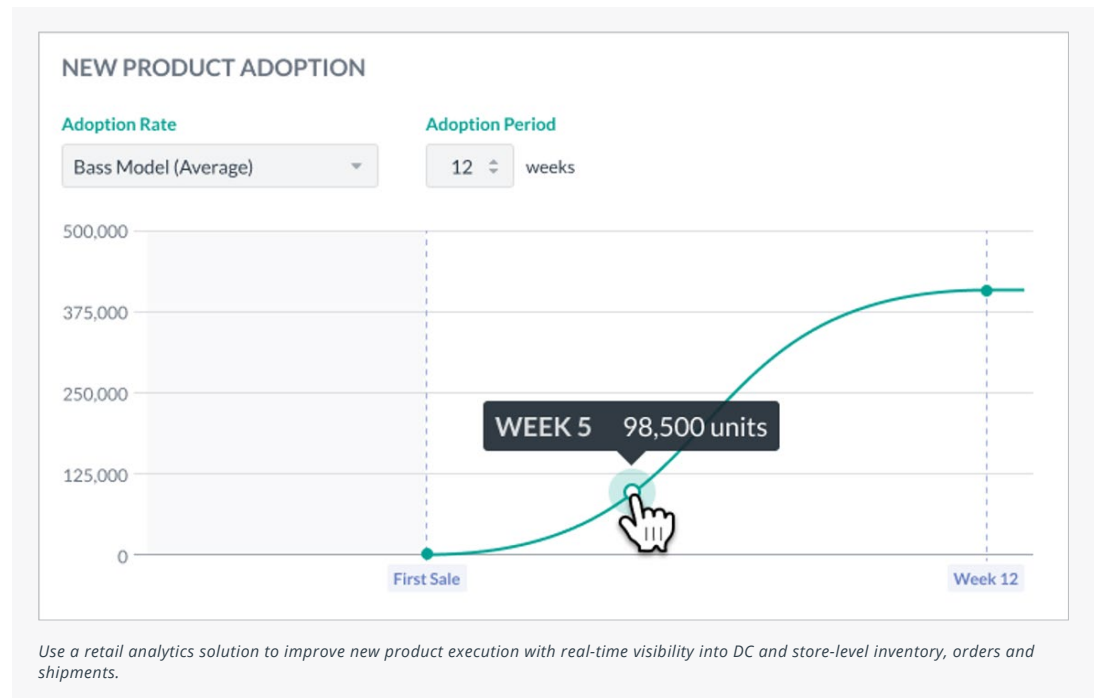 NEW PRODUCT ADOPTION
Adoption Rate
Adoption Period
Bass Model (Average)
12 weeks
500,000
375,000
250,000
WEEK 5 98,500 units
125,000
0
First Sale
Week 12
Use a retail analytics solution to improve new product execution with real-time visibility into DC and store-level inventory, orders and
shipments.